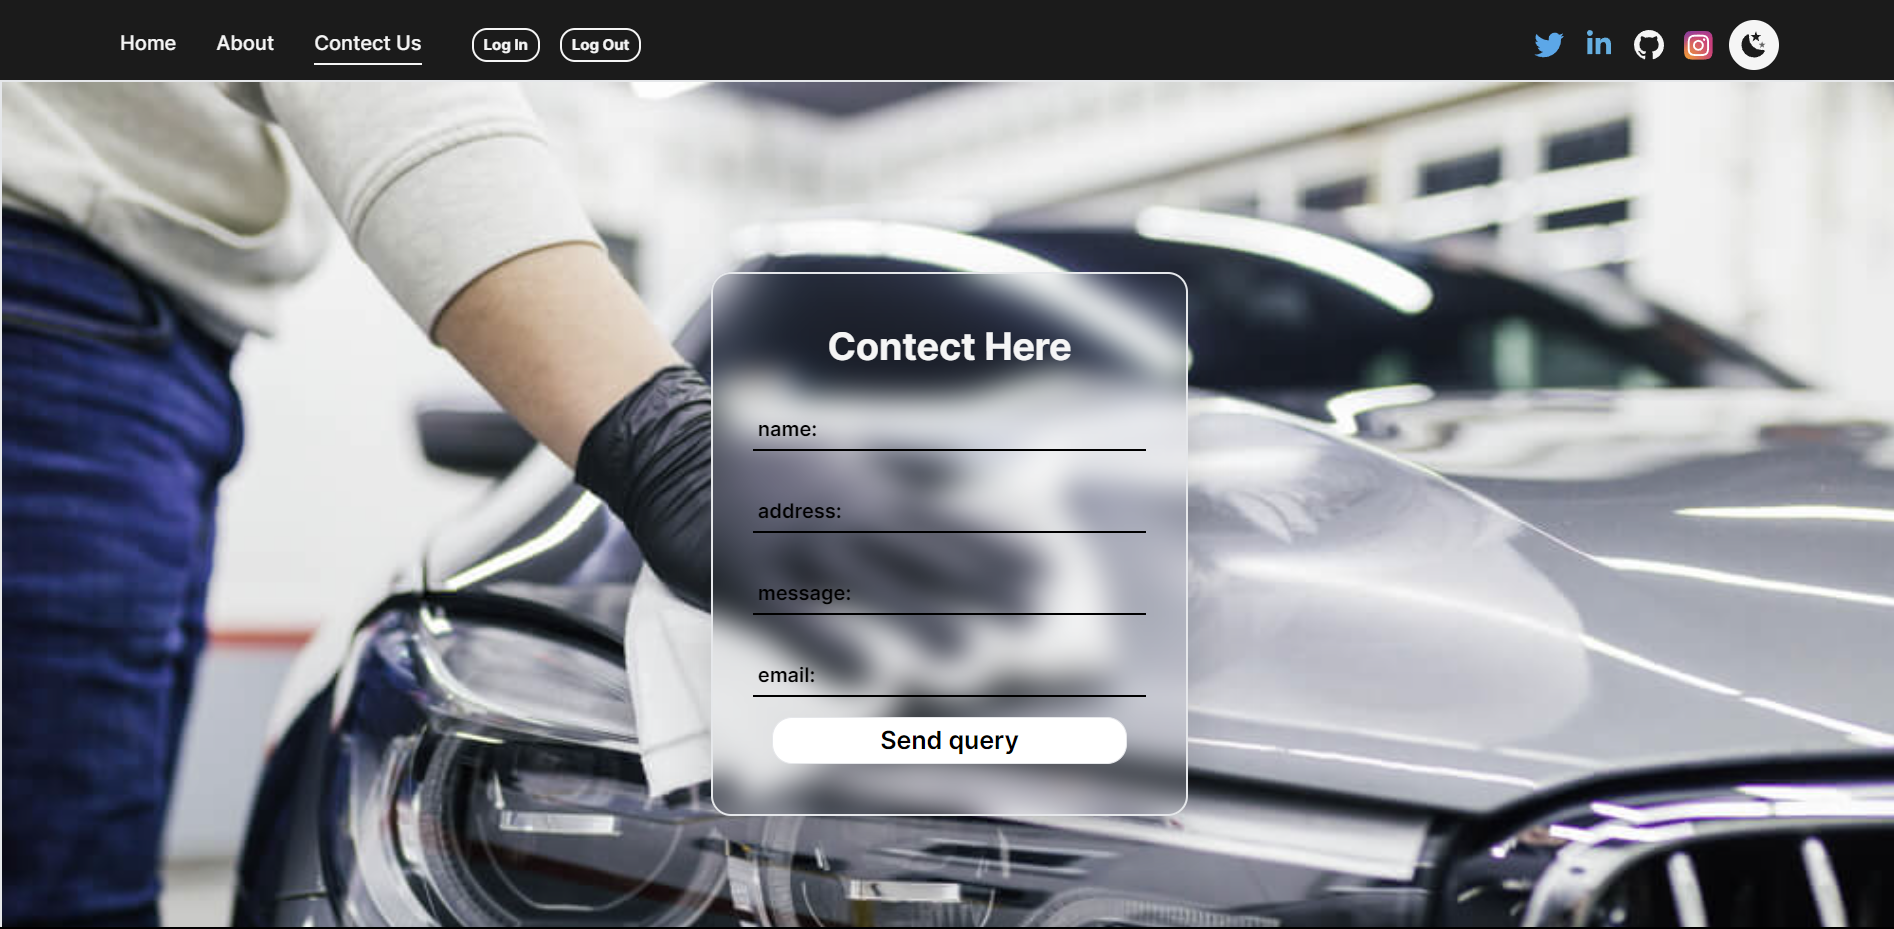 Home About Contect Us Log In Log Out
Contect Here
name:
address:
message:
email:
Send query